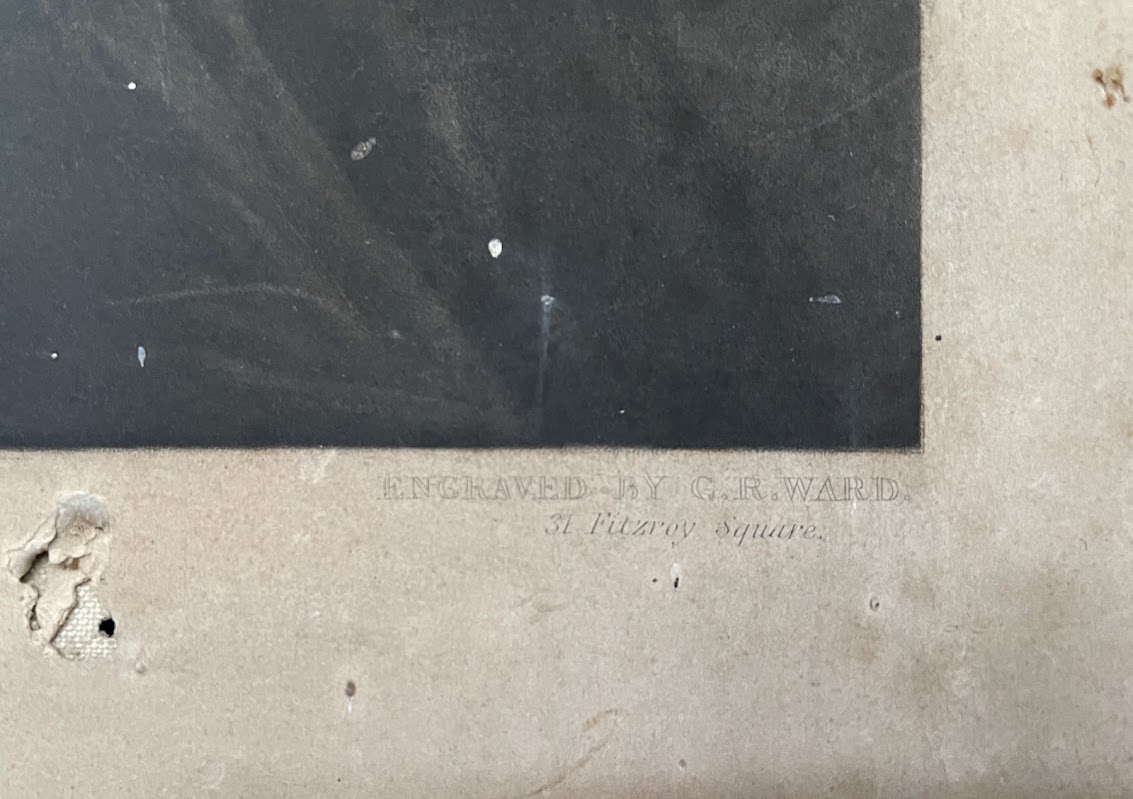 ENGRAVED BY G. R. WARD.
31 Fitzroy Square.